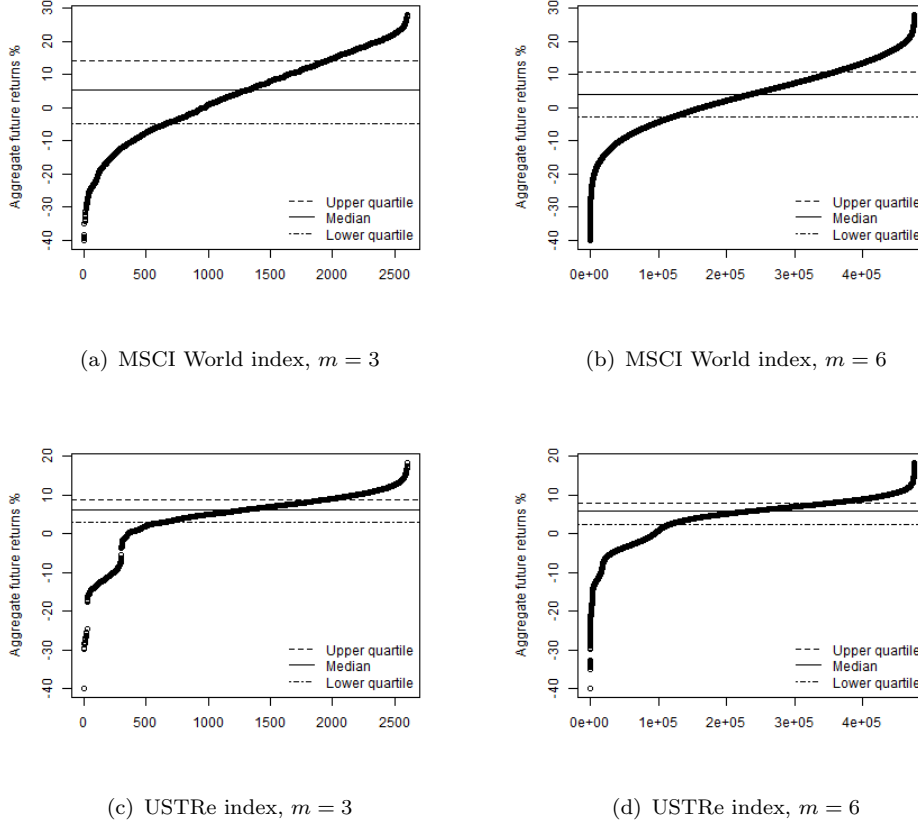 Aggregate future returns %
30
20
10
0
-10
-20
-30
-40
Upper quartile
Median
Lower quartile
0 500 1000 1500 2000 2500
(a) MSCI World index, m = 3
Aggregate future returns %
30
20
10
0
-10
-20
-30
-40
Upper quartile
Median
Lower quartile
0e+00 1e+05 2e+05 3e+05 4e+05
(b) MSCI World index, m = 6
Aggregate future returns %
20
10
0
-10
-20
-30
-40
Upper quartile
Median
Lower quartile
0 500 1000 1500 2000 2500
(c) USTRe index, m = 3
Aggregate future returns %
20
10
0
-10
-20
-30
-40
Upper quartile
Median
Lower quartile
0e+00 1e+05 2e+05 3e+05 4e+05
(d) USTRe index, m = 6